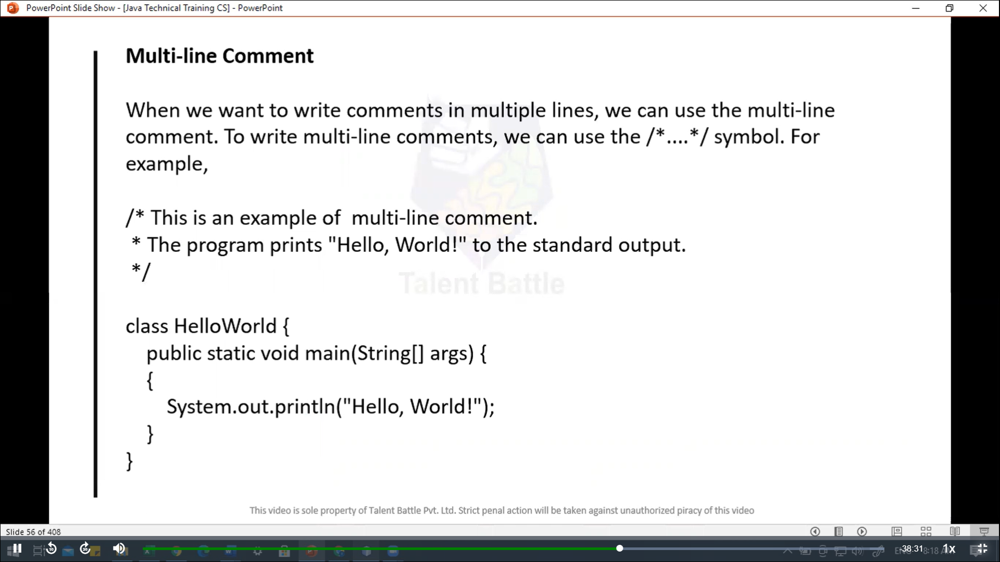 PowerPoint Slide Show - [Java Technical Training CS] - PowerPoint
Multi-line Comment
When we want to write comments in multiple lines, we can use the multi-line
comment. To write multi-line comments, we can use the /*....*/ symbol. For
example,
/* This is an example of  multi-line comment.
* The program prints "Hello, World!" to the standard output.
*/
Talent Battle
class HelloWorld {
public static void main(String[] args) {
{
System.out.println("Hello, World!");
}
}
This video is sole property of Talent Battle Pvt. Ltd. Strict penal action will be taken against unauthorized piracy of this video
Slide 56 of 408
10 30 -38:31 8:18 1x